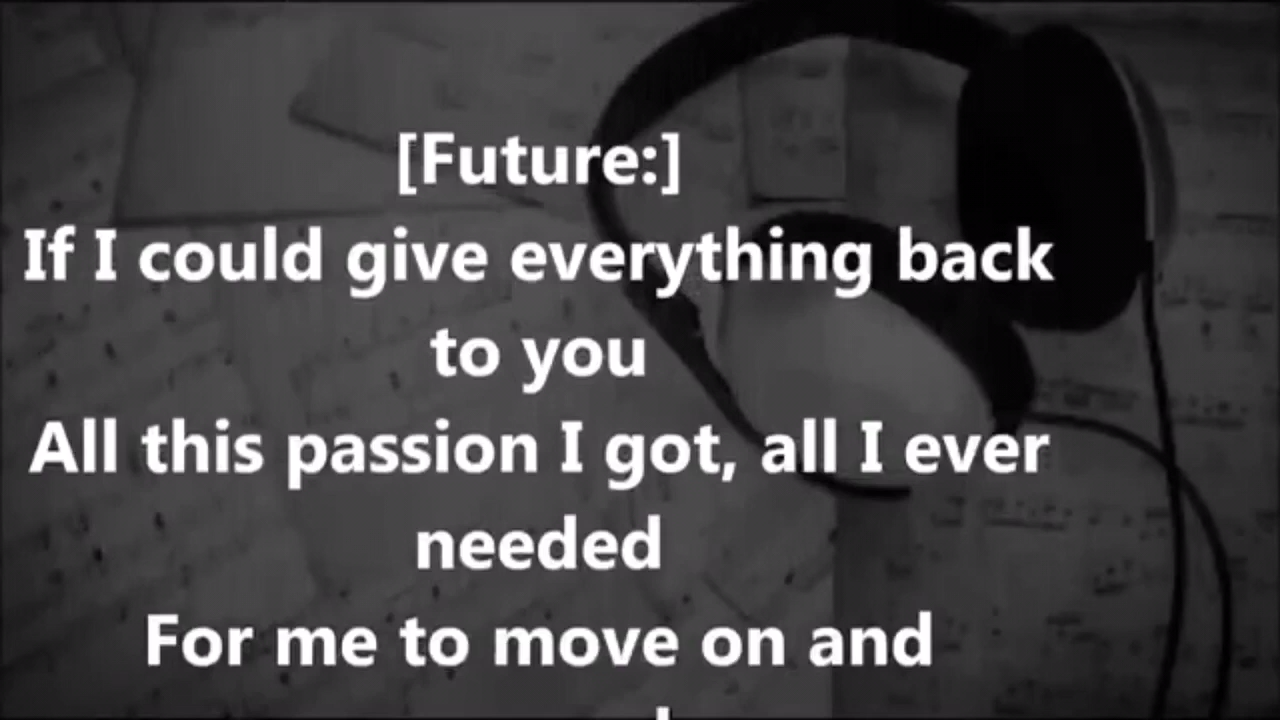 [Future:]
If I could give everything back
to you
All this passion I got, all I ever
needed
For me to move on and